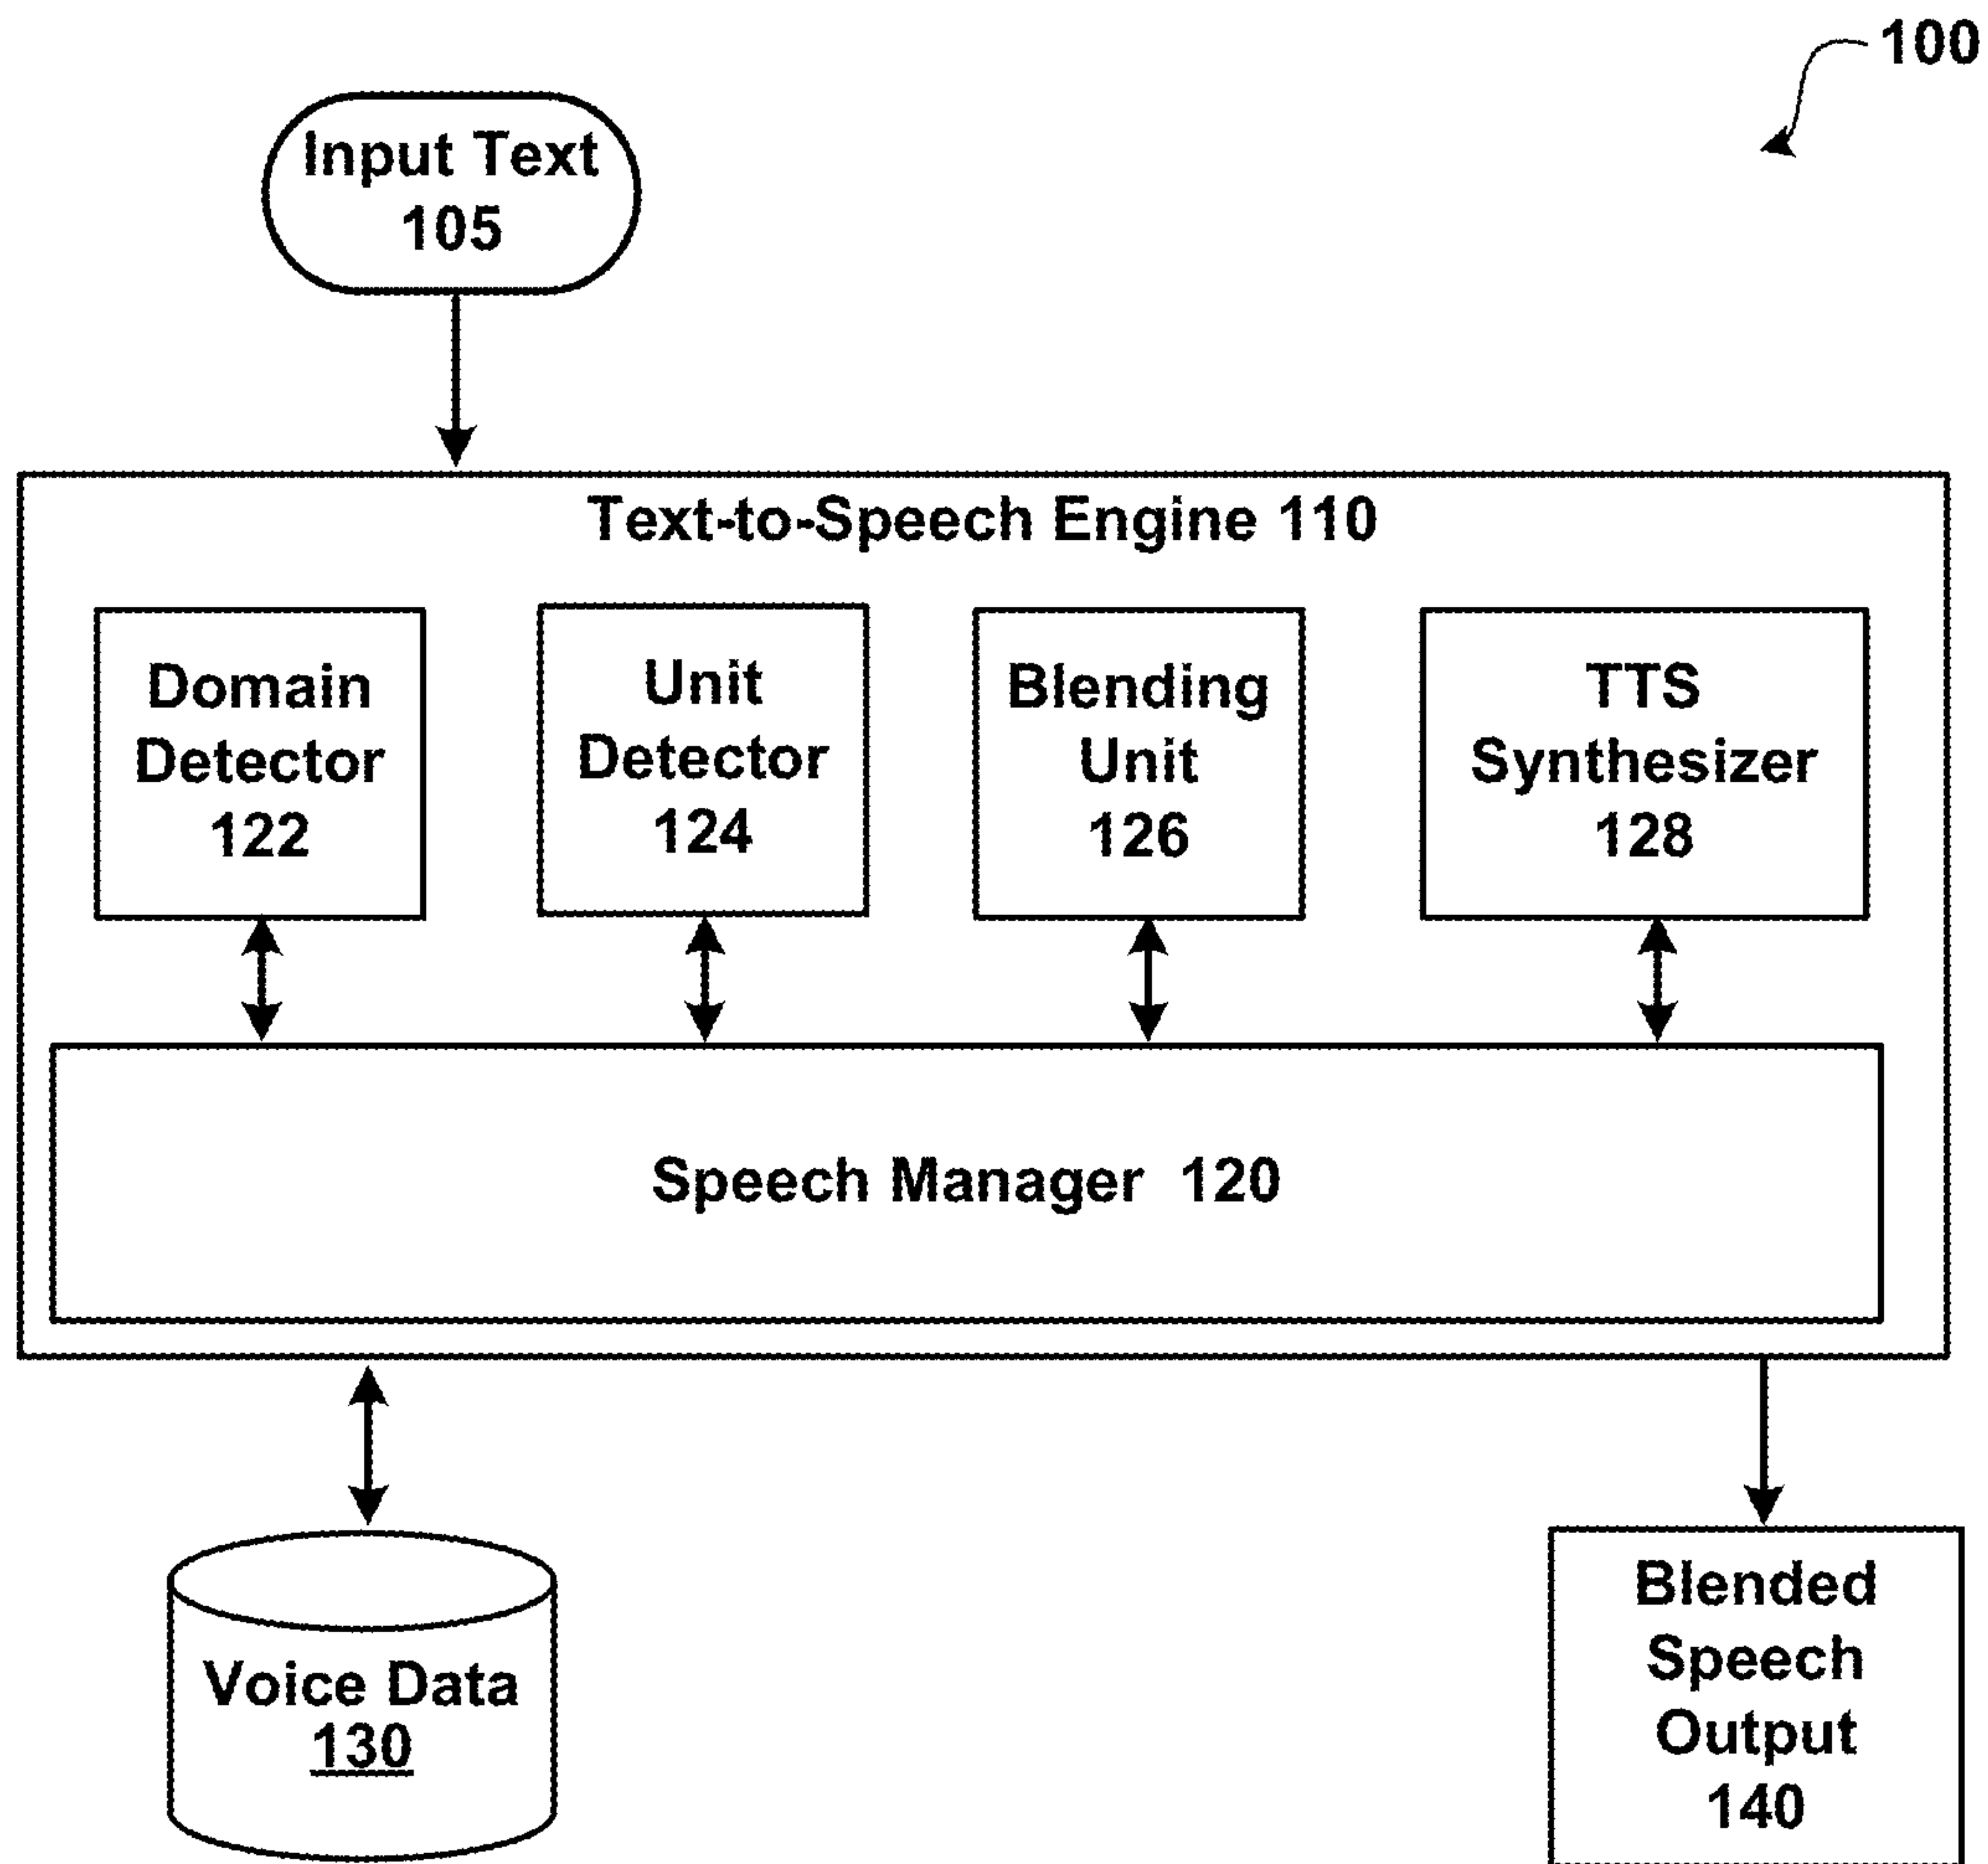 100
Input Text
105
Text-to-Speech Engine 110
Domain
Detector
122
Unit
Detector
124
Blending
Unit
126
TTS
Synthesizer
128
Speech Manager 120
Voice Data
130
Blended
Speech
Output
140